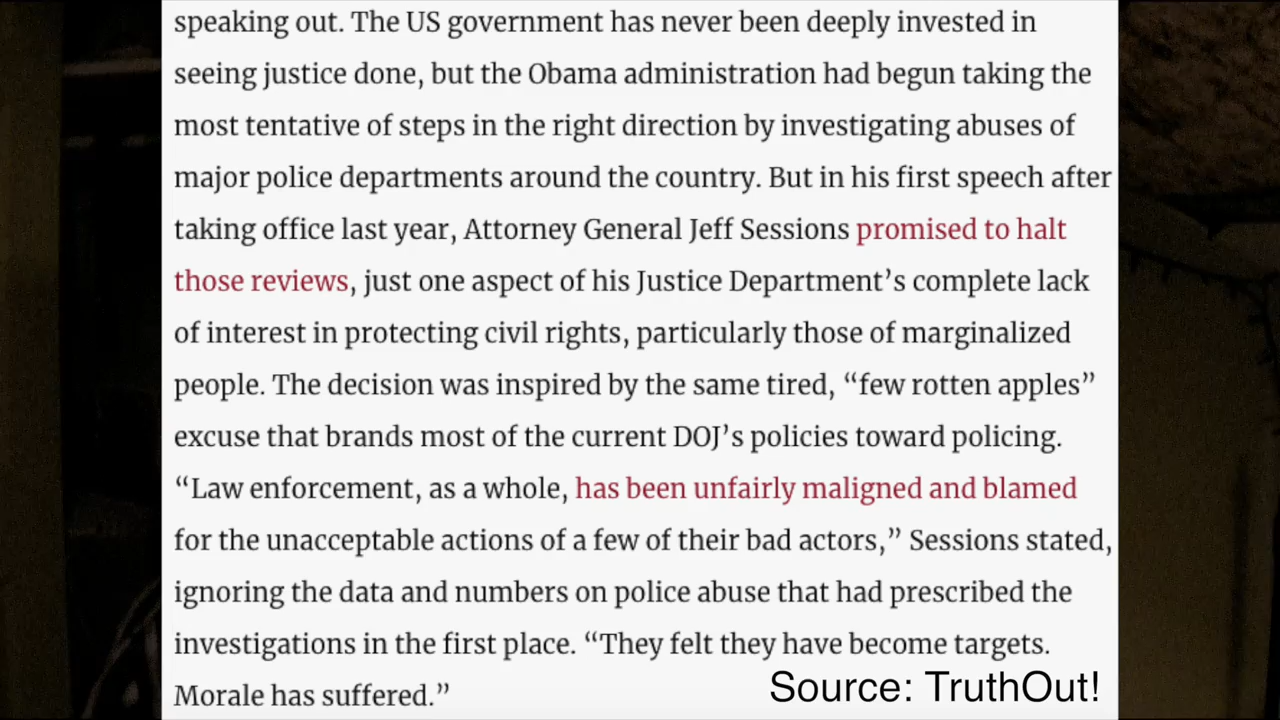 speaking out. The US government has never been deeply invested in
seeing justice done, but the Obama administration had begun taking the
most tentative of steps in the right direction by investigating abuses of
major police departments around the country. But in his first speech after
taking office last year, Attorney General Jeff Sessions promised to halt
those reviews, just one aspect of his Justice Department’s complete lack
of interest in protecting civil rights, particularly those of marginalized
people. The decision was inspired by the same tired, “few rotten apples”
excuse that brands most of the current DOJ’s policies toward policing.
“Law enforcement, as a whole, has been unfairly maligned and blamed
for the unacceptable actions of a few of their bad actors,” Sessions stated,
ignoring the data and numbers on police abuse that had prescribed the
investigations in the first place. “They felt they have become targets.
Morale has suffered.”
Source: TruthOut!